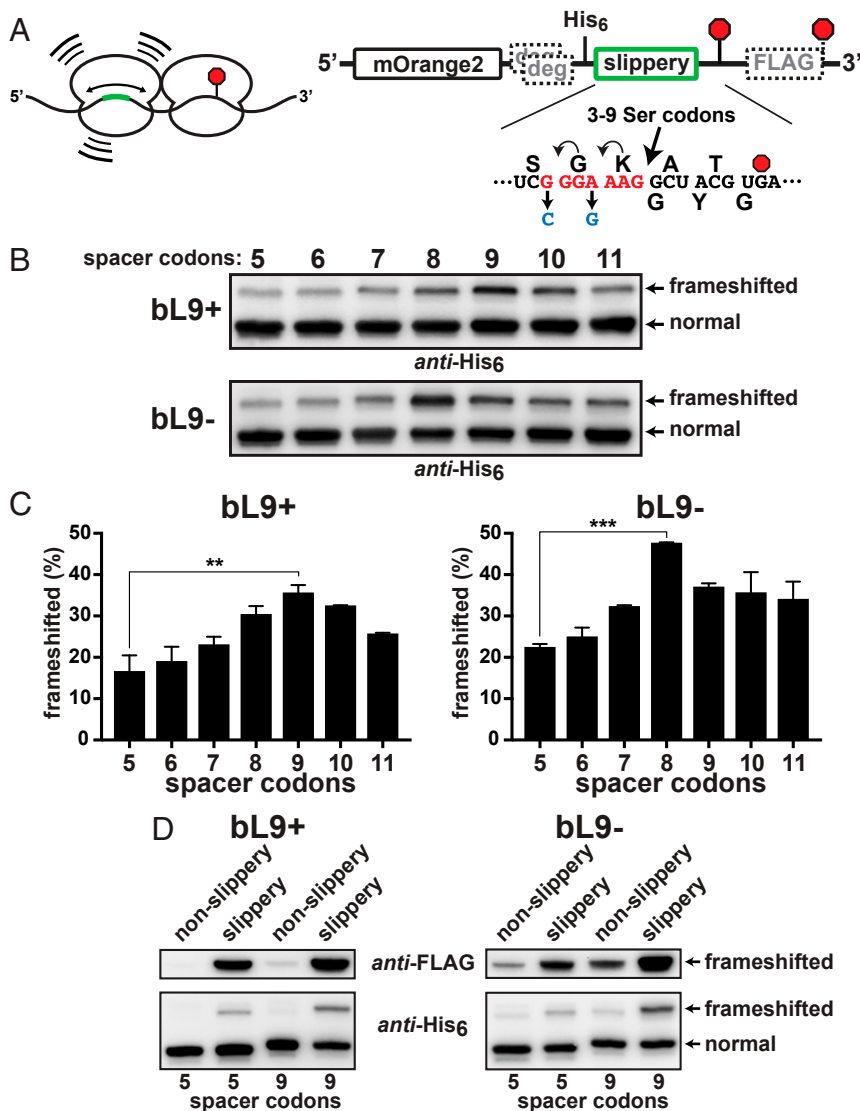 A
5' 3'
His6
5' mOrange2 deg deg slippery FLAG 3'
3-9 Ser codons
S G K A T
···UCG GGA AAG GCU ACG UGA···
G Y G
C G
B
spacer codons: 5 6 7 8 9 10 11
bL9+
frameshifted
normal
anti-His6
bL9-
frameshifted
normal
anti-His6
C
bL9+
frameshifted (%)
50
40
30
20
10
0
**
5 6 7 8 9 10 11
spacer codons
bL9-
frameshifted (%)
50
40
30
20
10
0
***
5 6 7 8 9 10 11
spacer codons
D
bL9+
non-slippery
slippery
non-slippery
slippery
bL9-
non-slippery
slippery
non-slippery
slippery
anti-FLAG
frameshifted
anti-His6
frameshifted
normal
5 5 9 9
spacer codons
5 5 9 9
spacer codons